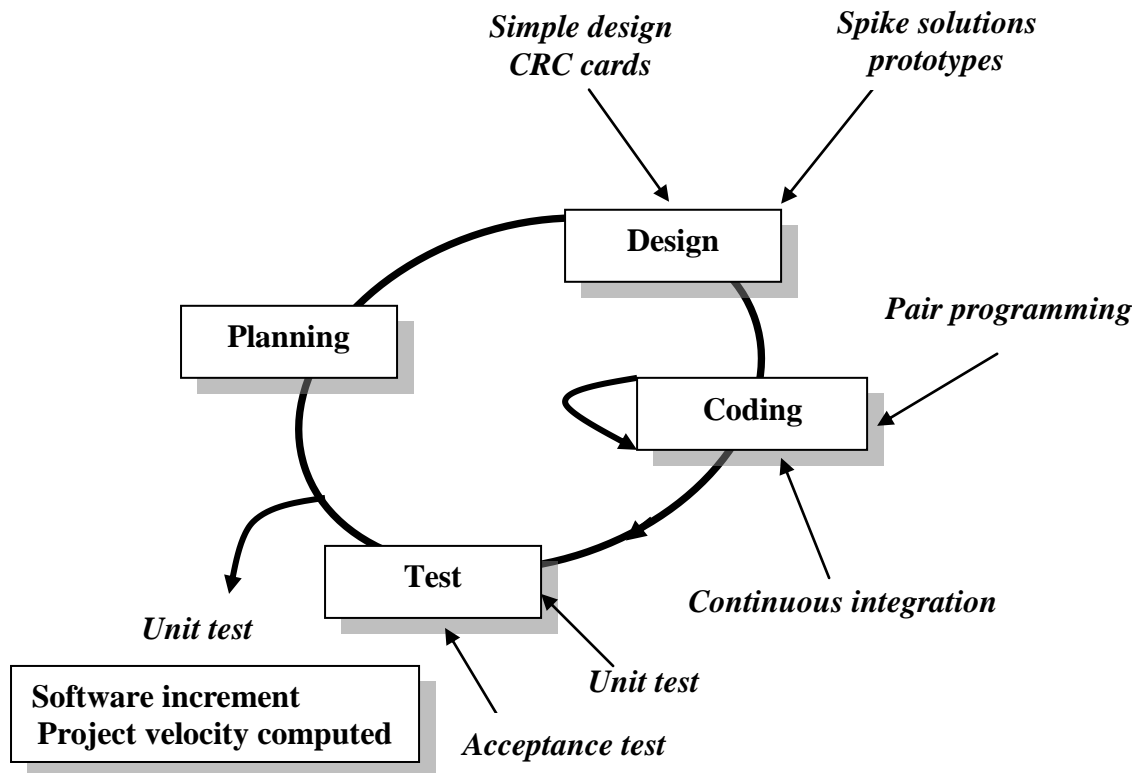 Simple design
CRC cards
Spike solutions
prototypes
Design
Planning
Pair programming
Coding
Test
Continuous integration
Unit test
Unit test
Software increment
Project velocity computed
Acceptance test